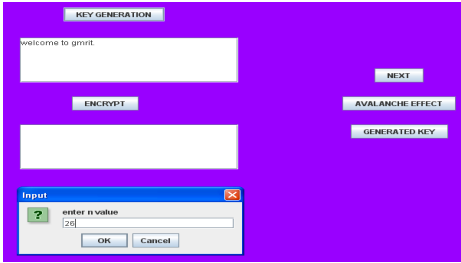 KEY GENERATION
welcome to gmrit.
NEXT
ENCRYPT
AVALANCHE EFFECT
GENERATED KEY
Input
enter n value
26
OK
Cancel